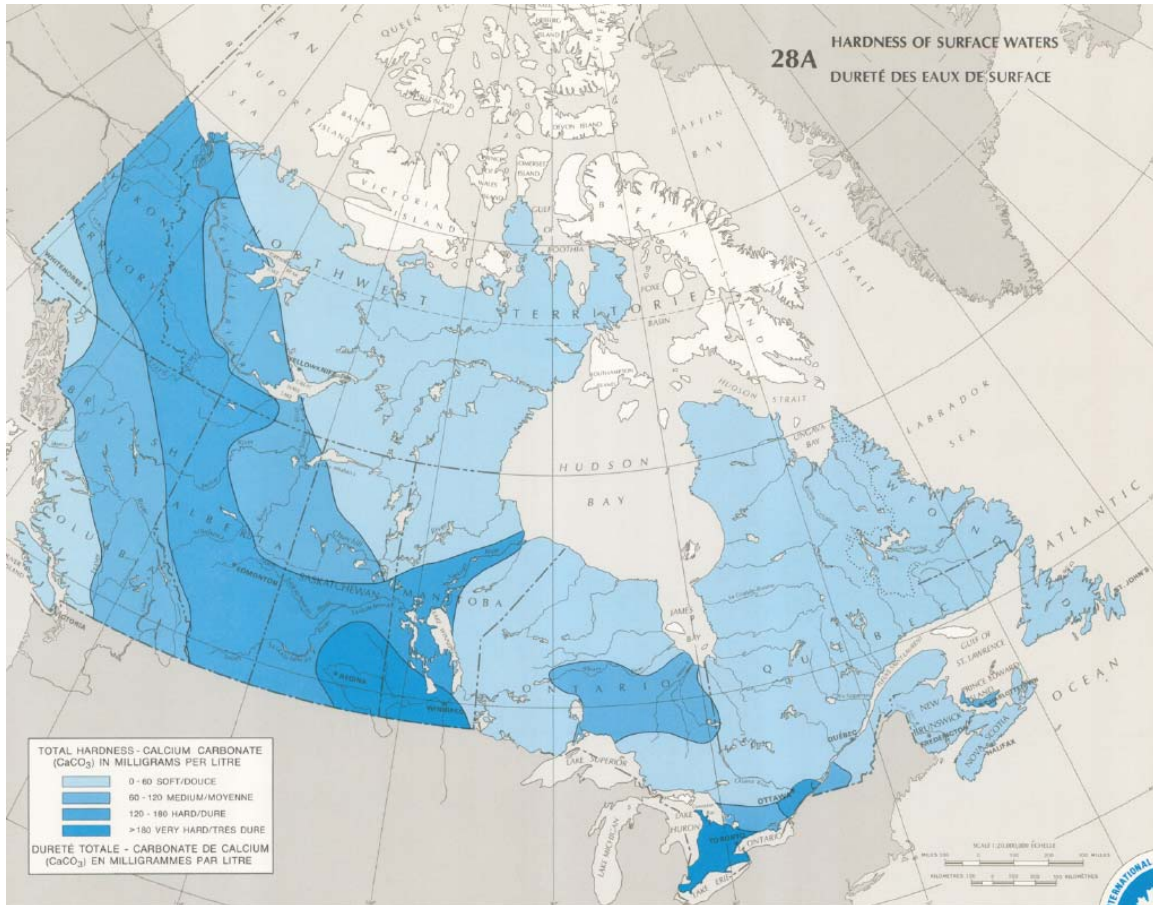 28A
HARDNESS OF SURFACE WATERS
DURETÉ DES EAUX DE SURFACE
BEAUFORT
SEA
BANKS
ISLAND
VICTORIA
ISLAND
DEVON ISLAND
SOMERSET
ISLAND
GULF
OF
BOOTHIA
BAFFIN
BAY
BAFFIN ISLAND
DAVIS STRAIT
FOXE
BASIN
HUDSON
STRAIT
UNGAVA
BAY
LABRADOR
SEA
YUKON
TERRITORY
WHITEHORSE
NORTHWEST
TERRITORIES
YELLOWKNIFE
HUDSON
BAY
JAMES
BAY
BRITISH
COLUMBIA
VICTORIA
ALBERTA
EDMONTON
SASKATCHEWAN
REGINA
MANITOBA
WINNIPEG
ONTARIO
LAKE SUPERIOR
LAKE MICHIGAN
LAKE
HURON
TORONTO
LAKE ERIE
ONTARIO
OTTAWA
QUEBEC
QUÉBEC
NEWFOUNDLAND
ST. JOHN'S
GULF OF
ST. LAWRENCE
PRINCE EDWARD
ISLAND
CHARLOTTETOWN
NEW
BRUNSWICK
FREDERICTON
NOVA SCOTIA
HALIFAX
ATLANTIC
OCEAN
TOTAL HARDNESS - CALCIUM CARBONATE
(CaCO3) IN MILLIGRAMS PER LITRE
0 - 60 SOFT/DOUCE
60 - 120 MEDIUM/MOYENNE
120 - 180 HARD/DURE
>180 VERY HARD/TRÈS DURE
DURETÉ TOTALE - CARBONATE DE CALCIUM
(CaCO3) EN MILLIGRAMMES PAR LITRE
MILES
MILLES
KILOMETRES
KILOMÈTRES
INTERNATIONAL